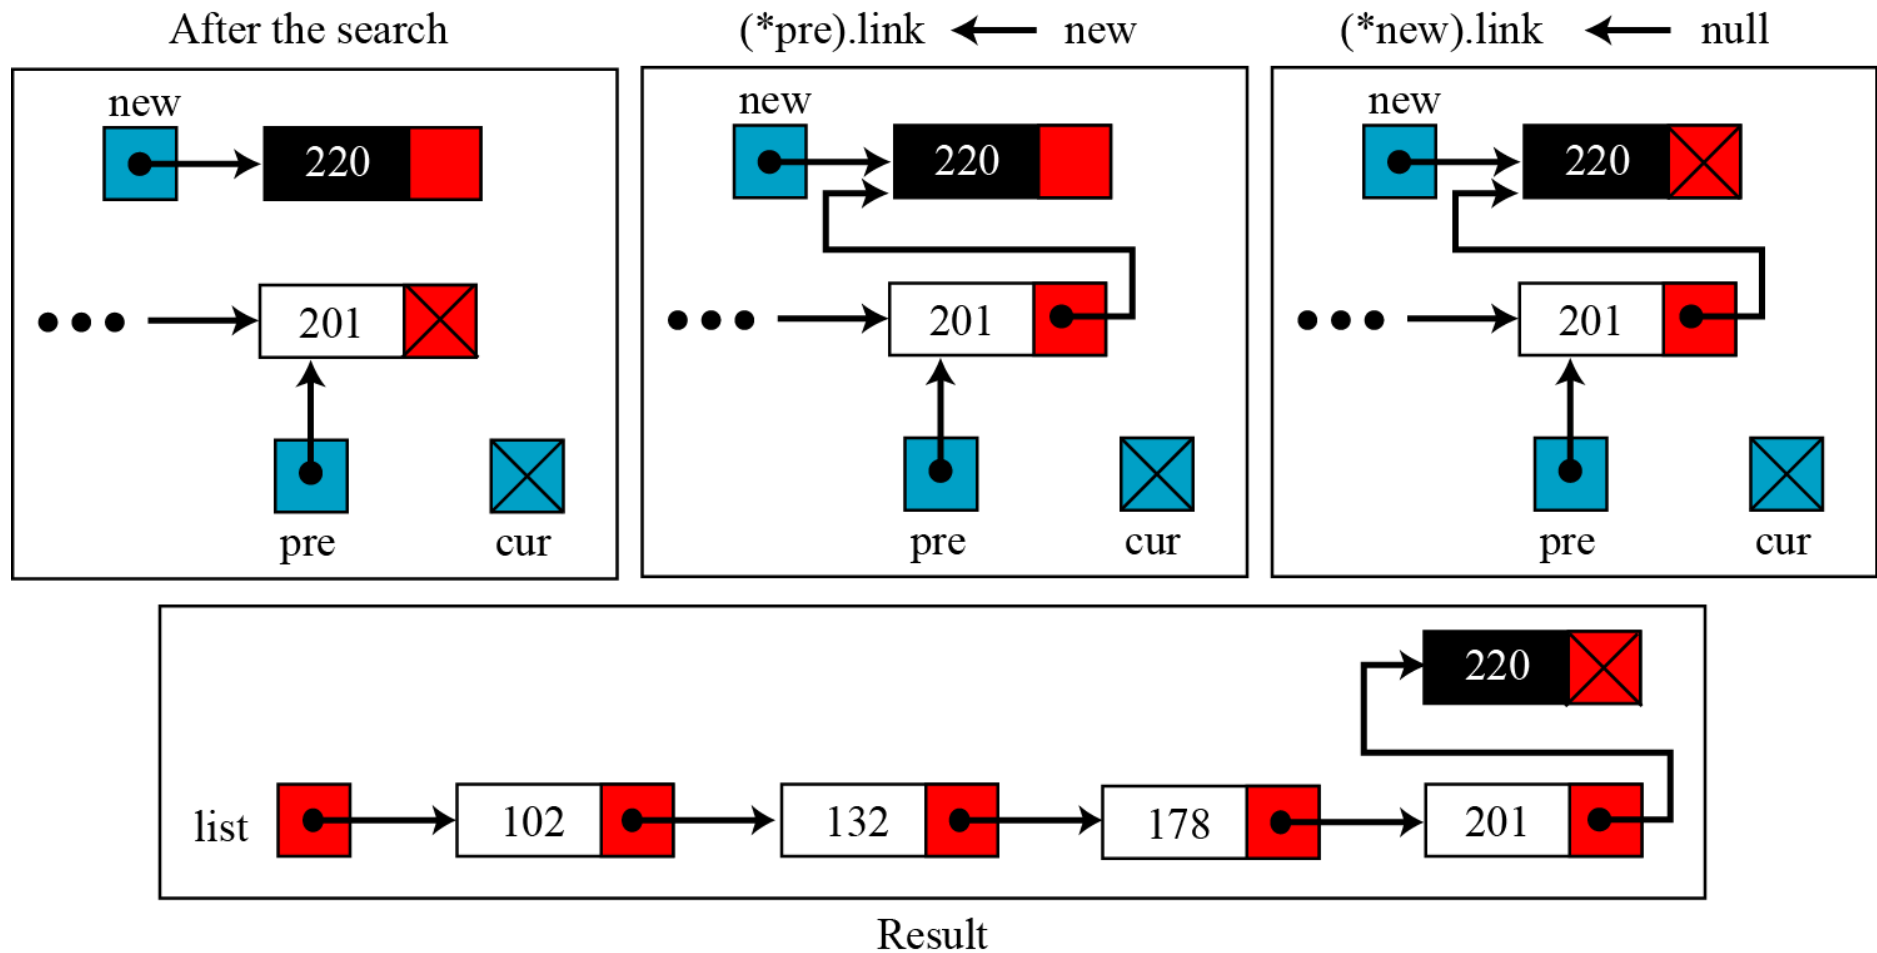 After the search
(*pre).link ← new
(*new).link ← null
new
220
201
pre cur
new
220
201
pre cur
new
220
201
pre cur
220
list 102 132 178 201
Result